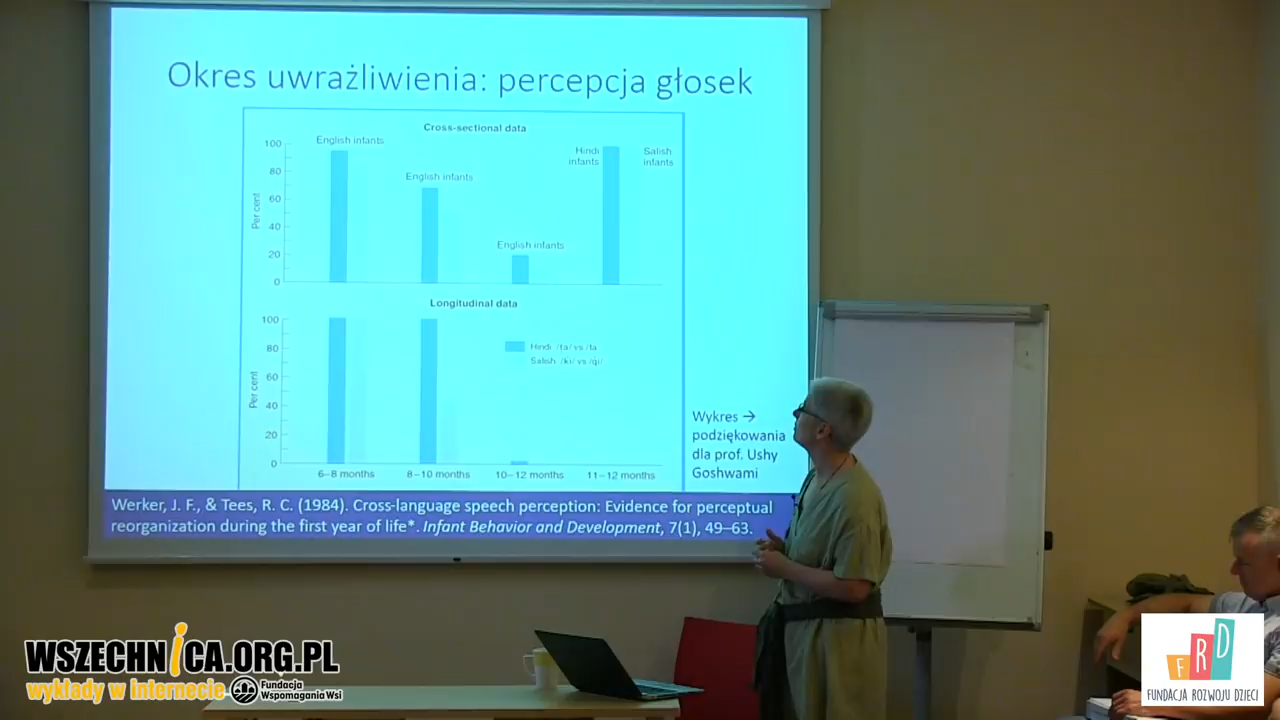 Okres uwrażliwienia: percepcja głosek
Cross-sectional data
English infants
English infants
English infants
Hindi
infants
Salish
infants
Per cent
100
80
60
40
20
0
Longitudinal data
Per cent
100
80
60
40
20
0
Hindi /ta/ vs /ta
Salish /ki/ vs /qi/
6–8 months
8–10 months
10–12 months
11–12 months
Wykres →
podziękowania
dla prof. Ushy
Goshwami
Werker, J. F., & Tees, R. C. (1984). Cross-language speech perception: Evidence for perceptual
reorganization during the first year of life*. Infant Behavior and Development, 7(1), 49–63.
WSZECHNiCA.ORG.PL
wykłady w internecie
Fundacja
Wspomagania Wsi
FRD
FUNDACJA ROZWOJU DZIECI